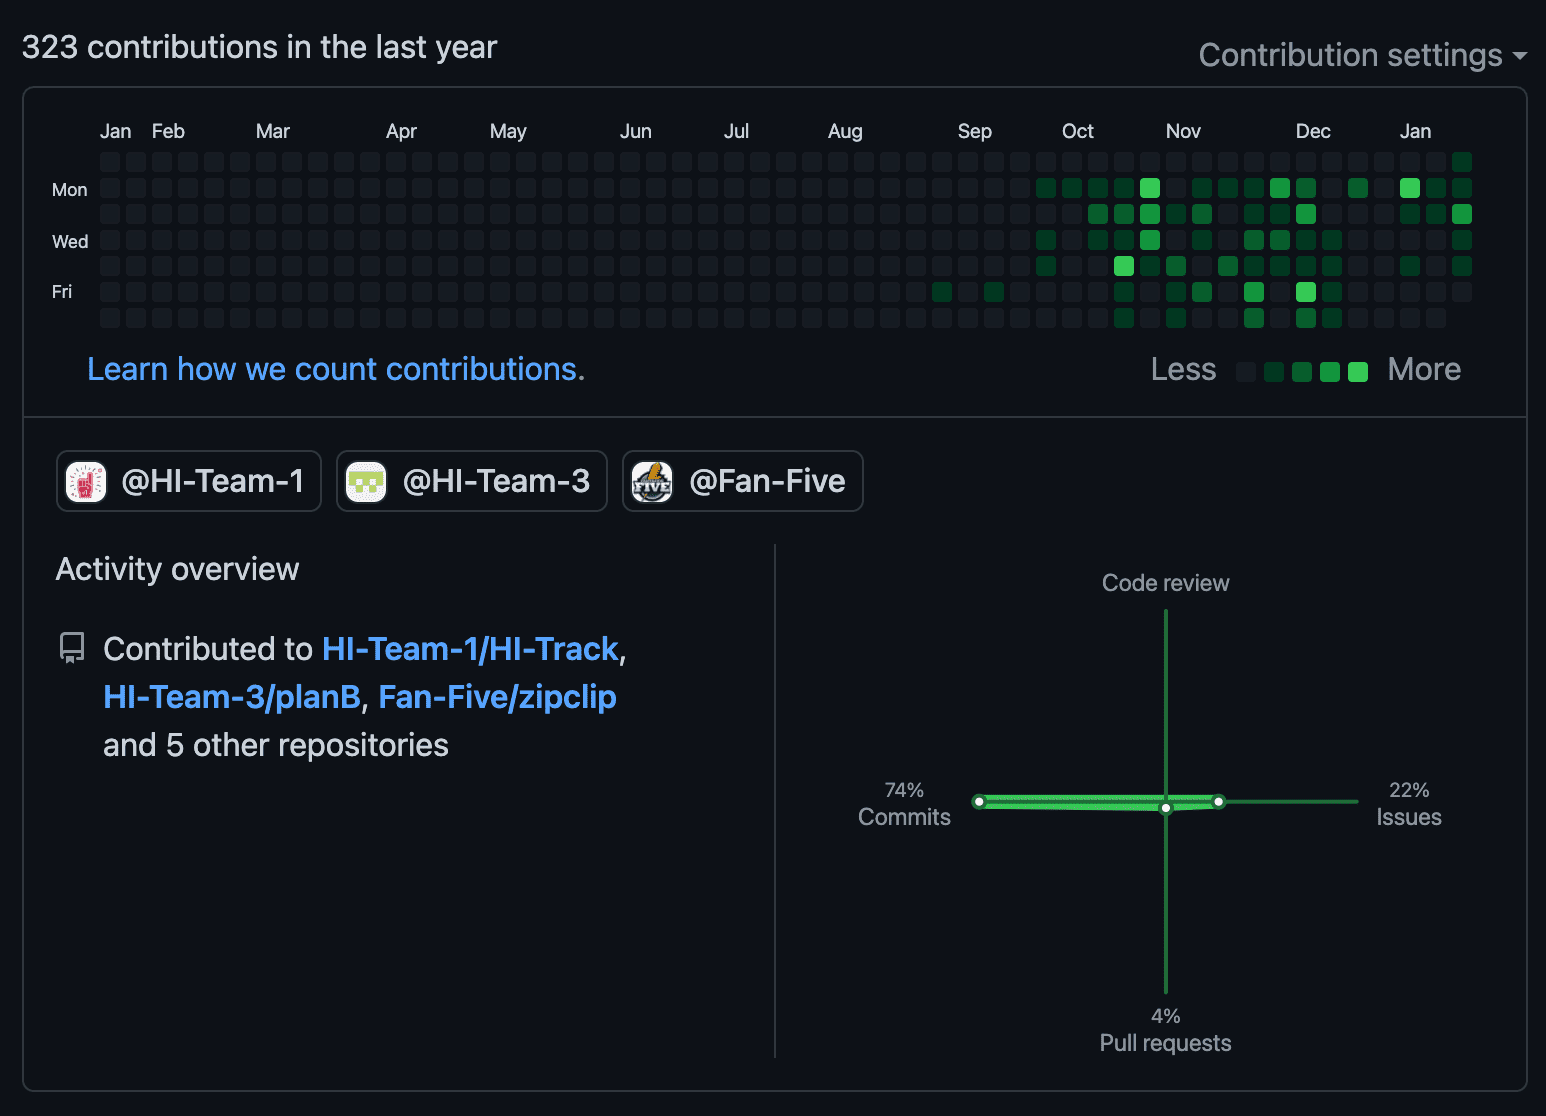 323 contributions in the last year
Contribution settings
Jan Feb Mar Apr May Jun Jul Aug Sep Oct Nov Dec Jan
Mon
Wed
Fri
Learn how we count contributions.
Less More
@HI-Team-1 @HI-Team-3 FIVE @Fan-Five
Activity overview
Contributed to HI-Team-1/HI-Track,
HI-Team-3/planB, Fan-Five/zipclip
and 5 other repositories
Code review
74%
Commits
22%
Issues
4%
Pull requests